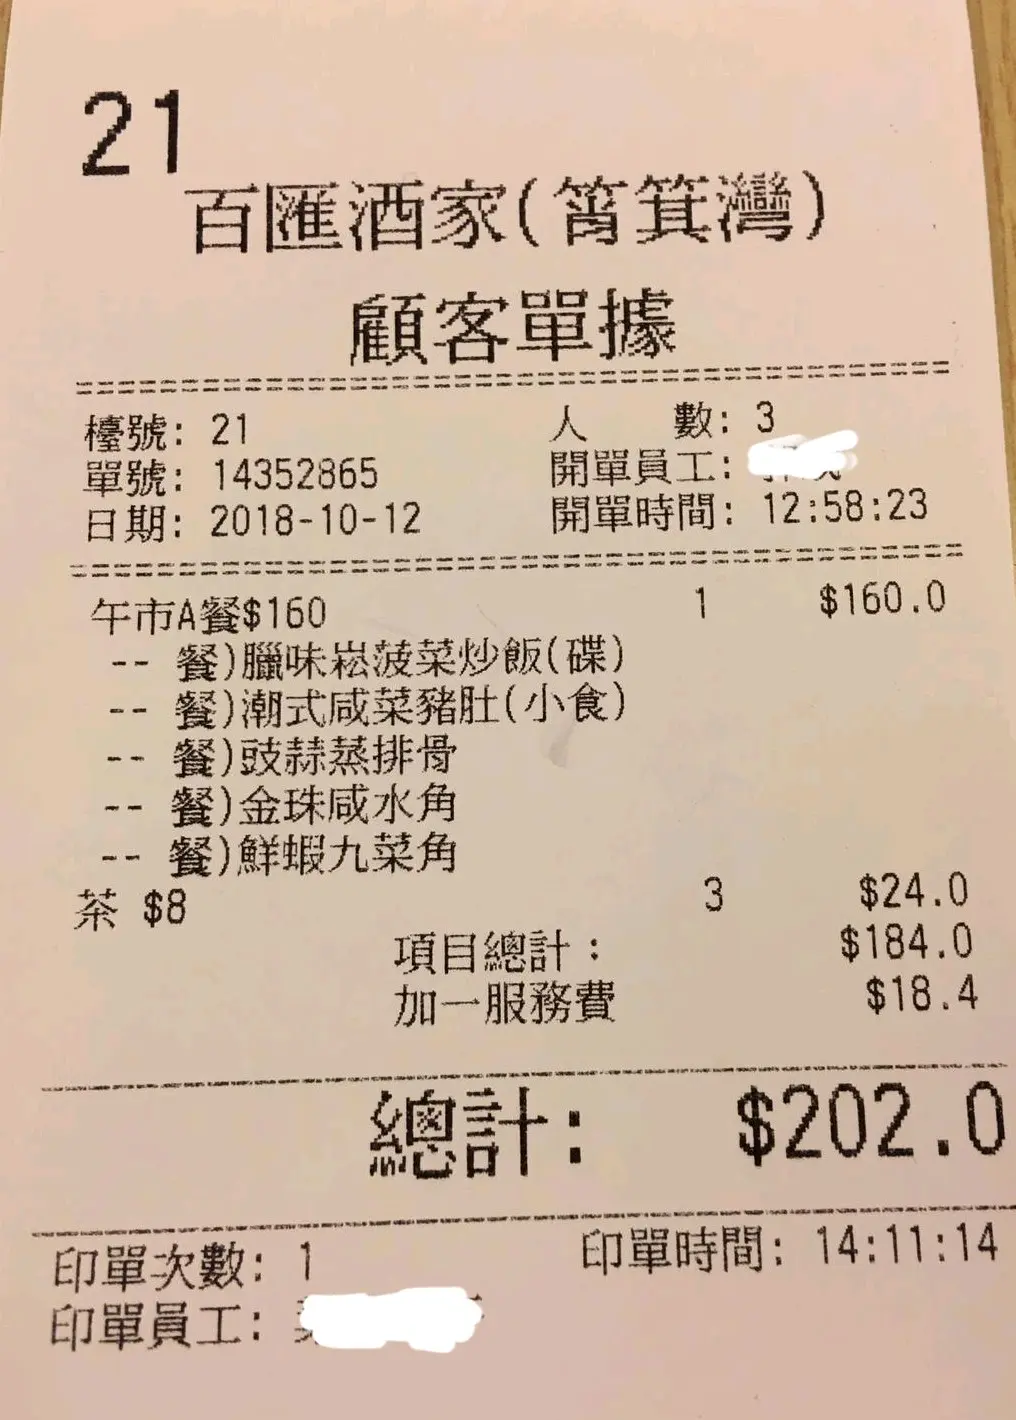 21
百匯酒家(筲箕灣)
顧客單據
檯號: 21 人 數: 3
單號: 14352865 開單員工:
日期: 2018-10-12 開單時間: 12:58:23
午市A餐$160 1 $160.0
-- 餐)臘味崧菠菜炒飯(碟)
-- 餐)潮式咸菜豬肚(小食)
-- 餐)豉蒜蒸排骨
-- 餐)金珠咸水角
-- 餐)鮮蝦九菜角
茶 $8 3 $24.0
項目總計: $184.0
加一服務費 $18.4
總計: $202.0
印單次數: 1 印單時間: 14:11:14
印單員工: